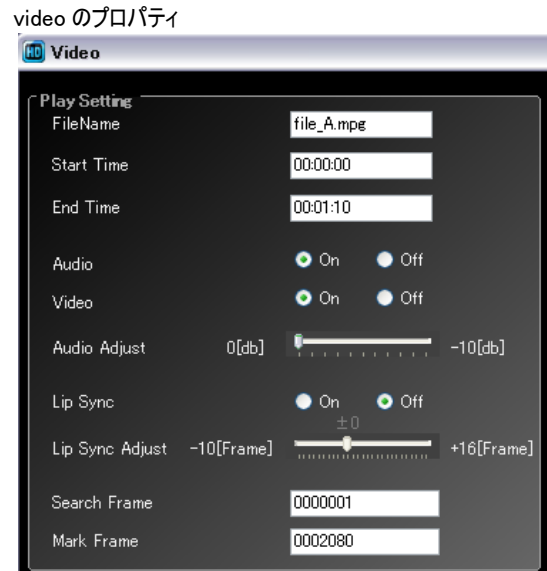 video のプロパティ
HD Video
Play Setting
FileName file_A.mpg
Start Time 00:00:00
End Time 00:01:10
Audio On Off
Video On Off
Audio Adjust 0[db] -10[db]
Lip Sync On Off
±0
Lip Sync Adjust -10[Frame] +16[Frame]
Search Frame 0000001
Mark Frame 0002080